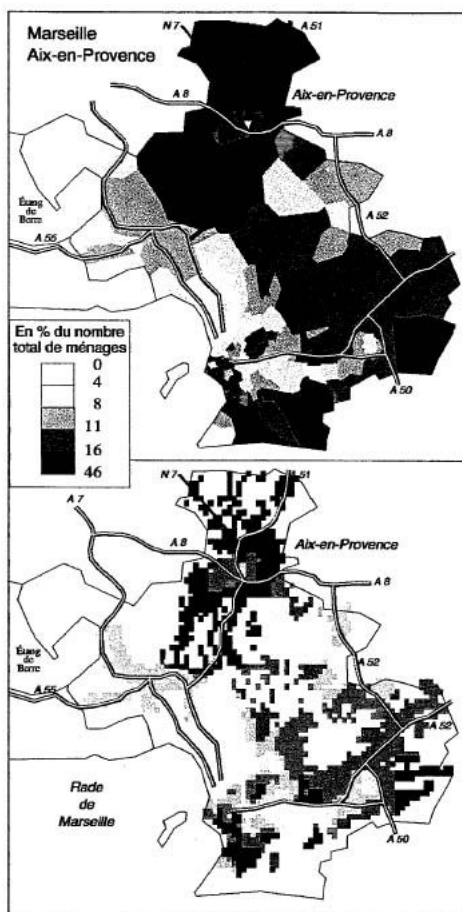 Marseille
Aix-en-Provence
N 7
A 51
A 8
Aix-en-Provence
A 8
Étang
de
Berre
A 55
A 52
En % du nombre
total de ménages
0
4
8
11
16
46
A 50
A 7
N 7
51
A 8
Aix-en-Provence
A 8
Étang
de
Berre
A 55
A 52
A 52
Rade
de
Marseille
A 50